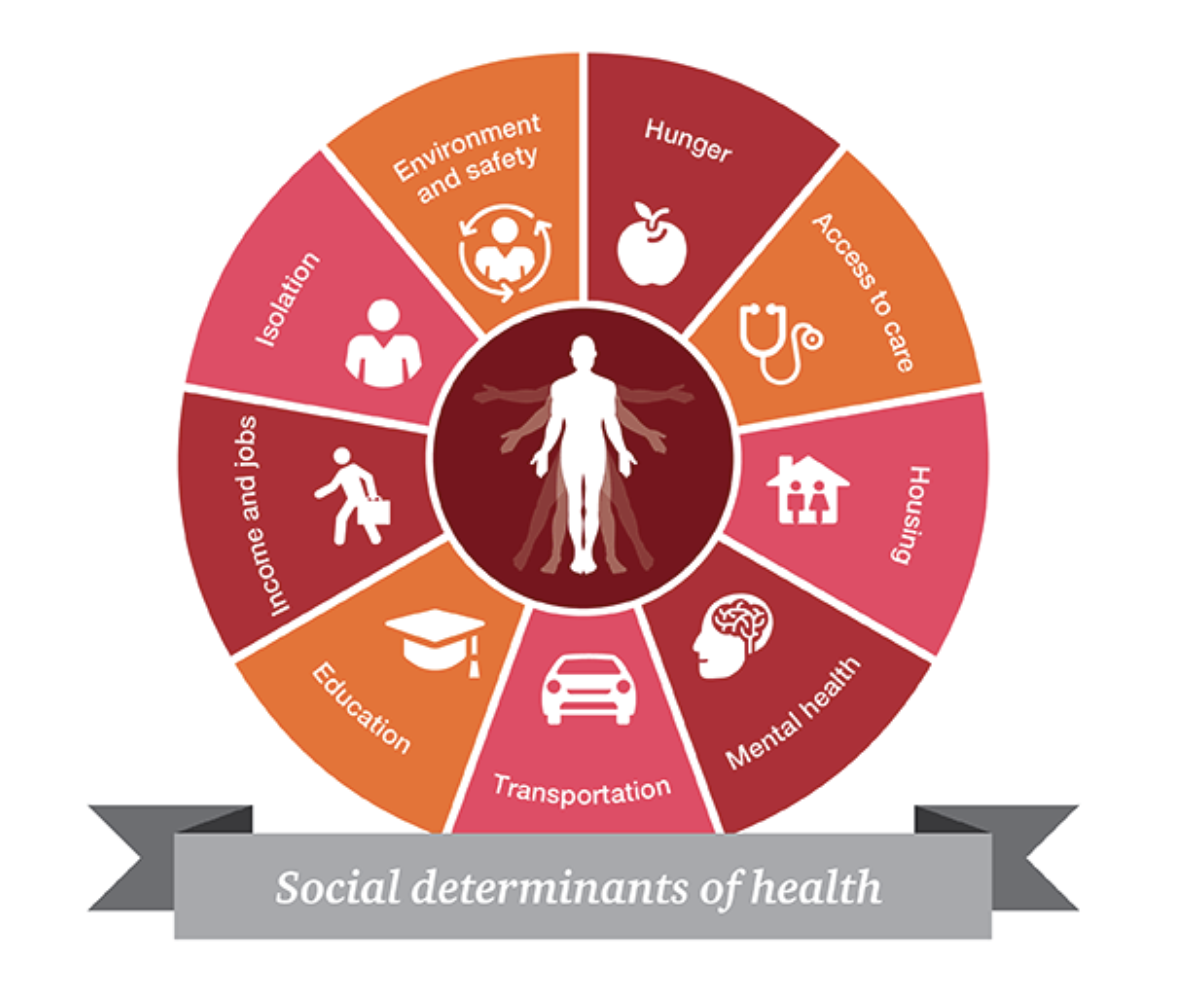 Hunger
Access to care
Housing
Mental health
Transportation
Education
Income and jobs
Isolation
Environment
and safety
Social determinants of health